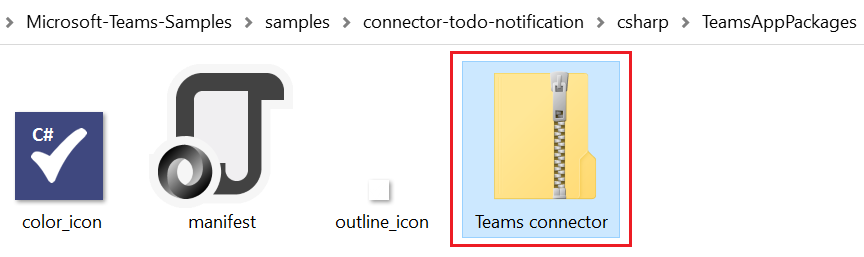 Microsoft-Teams-Samples > samples > connector-todo-notification > csharp > TeamsAppPackages
C#
color_icon
manifest
outline_icon
Teams connector